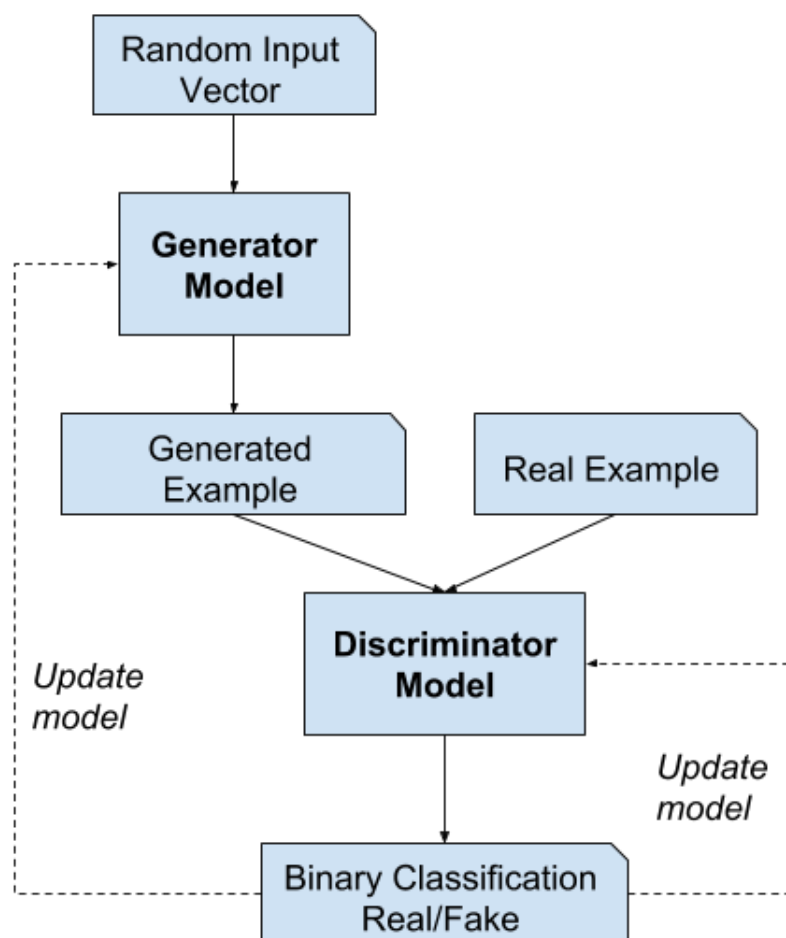 Random Input
Vector
Generator
Model
Generated
Example
Real Example
Discriminator
Model
Update
model
Update
model
Binary Classification
Real/Fake